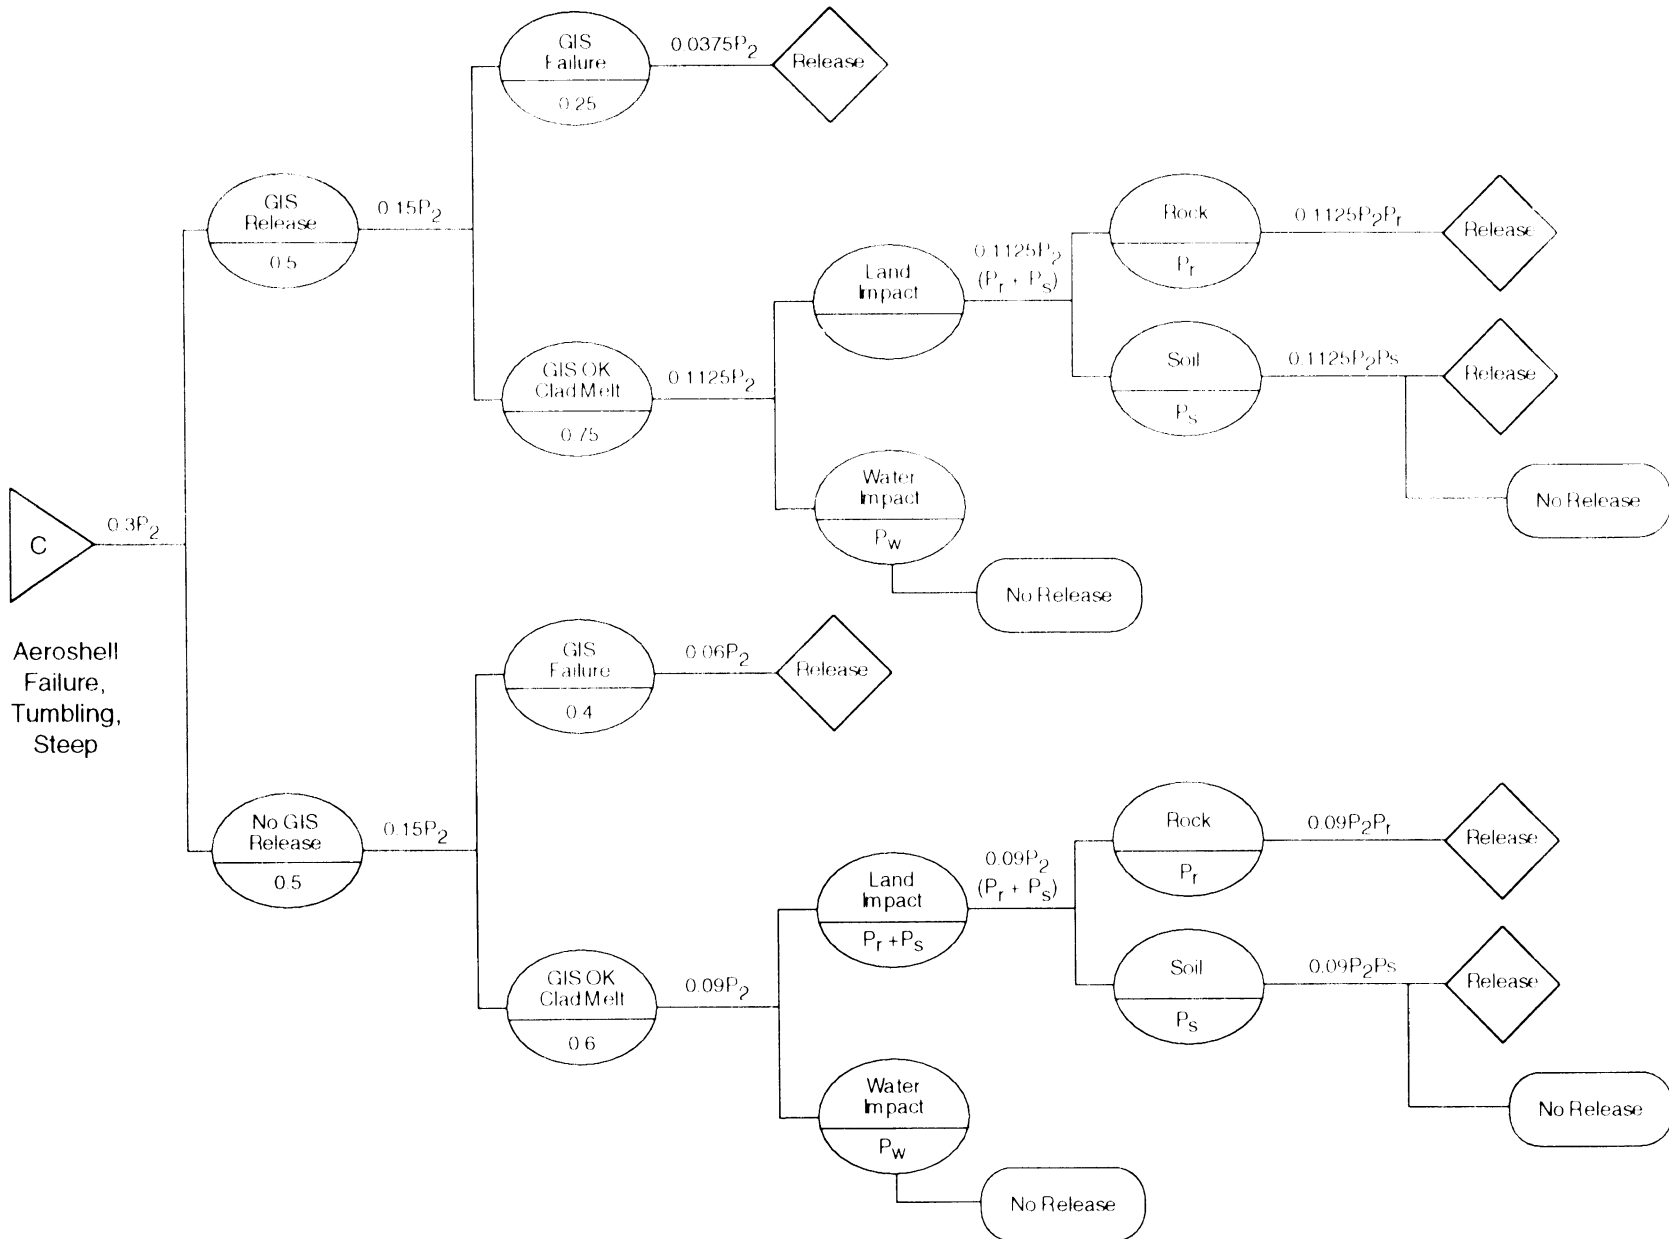 GIS
Failure
0.25
0.0375P2
Release
GIS
Release
0.5
0.15P2
Rock
Pr
0.1125P2Pr
Release
Land
Impact
0.1125P2
(Pr + Ps)
Soil
Ps
0.1125P2Ps
Release
GIS OK
Clad Melt
0.75
0.1125P2
Water
Impact
Pw
No Release
No Release
C
0.3P2
Aeroshell
Failure,
Tumbling,
Steep
GIS
Failure
0.4
0.06P2
Release
No GIS
Release
0.5
0.15P2
Rock
Pr
0.09P2Pr
Release
Land
Impact
Pr + Ps
0.09P2
(Pr + Ps)
Soil
Ps
0.09P2Ps
Release
GIS OK
Clad Melt
0.6
0.09P2
Water
Impact
Pw
No Release
No Release